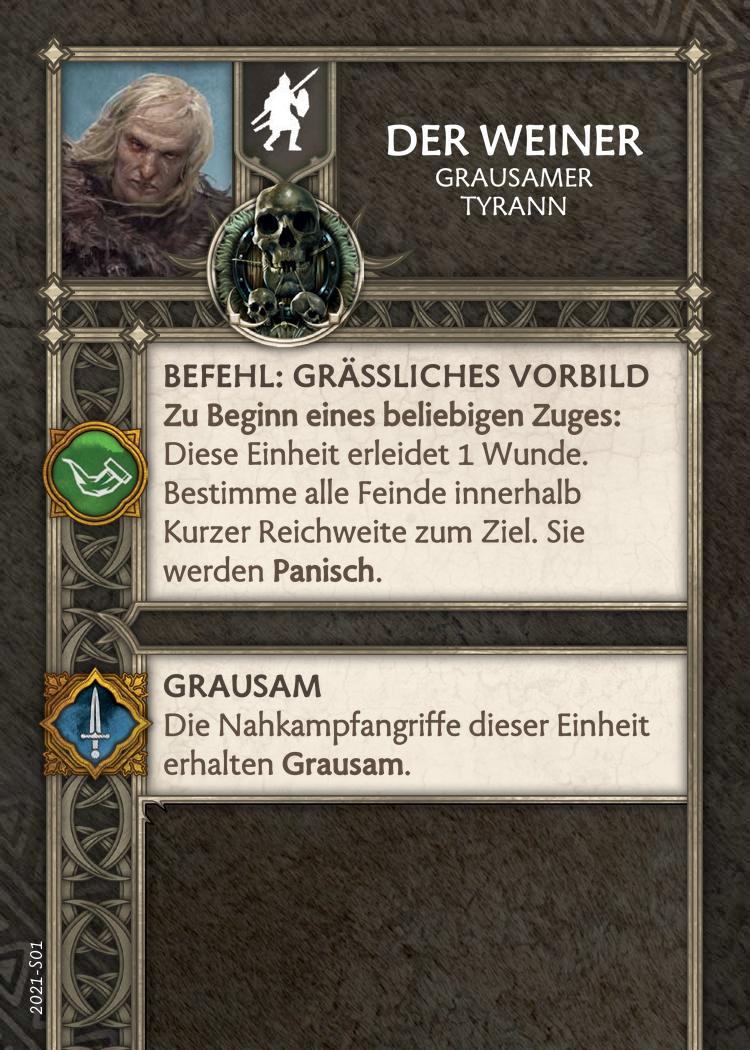 DER WEINER
GRAUSAMER
TYRANN
BEFEHL: GRÄSSLICHES VORBILD
Zu Beginn eines beliebigen Zuges:
Diese Einheit erleidet 1 Wunde.
Bestimme alle Feinde innerhalb
Kurzer Reichweite zum Ziel. Sie
werden Panisch.
GRAUSAM
Die Nahkampfangriffe dieser Einheit
erhalten Grausam.
2021-S01